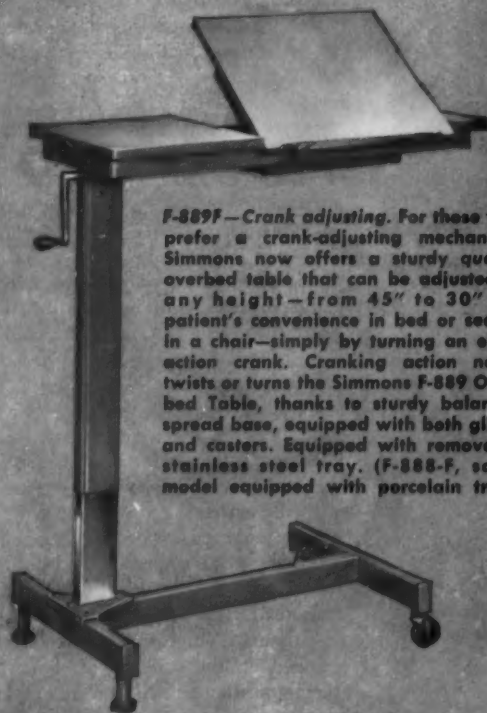 F-889F—Crank adjusting. For those
prefer a crank-adjusting
Simmons now offers a sturdy
overbed table that can be adjusted
any height—from 45" to 30"
patient's convenience in bed or
in a chair—simply by turning an
action crank. Cranking action
twists or turns the Simmons F-889
bed Table, thanks to sturdy
spread base, equipped with both
and casters. Equipped with
stainless steel tray. (F-888-F,
model equipped with porcelain